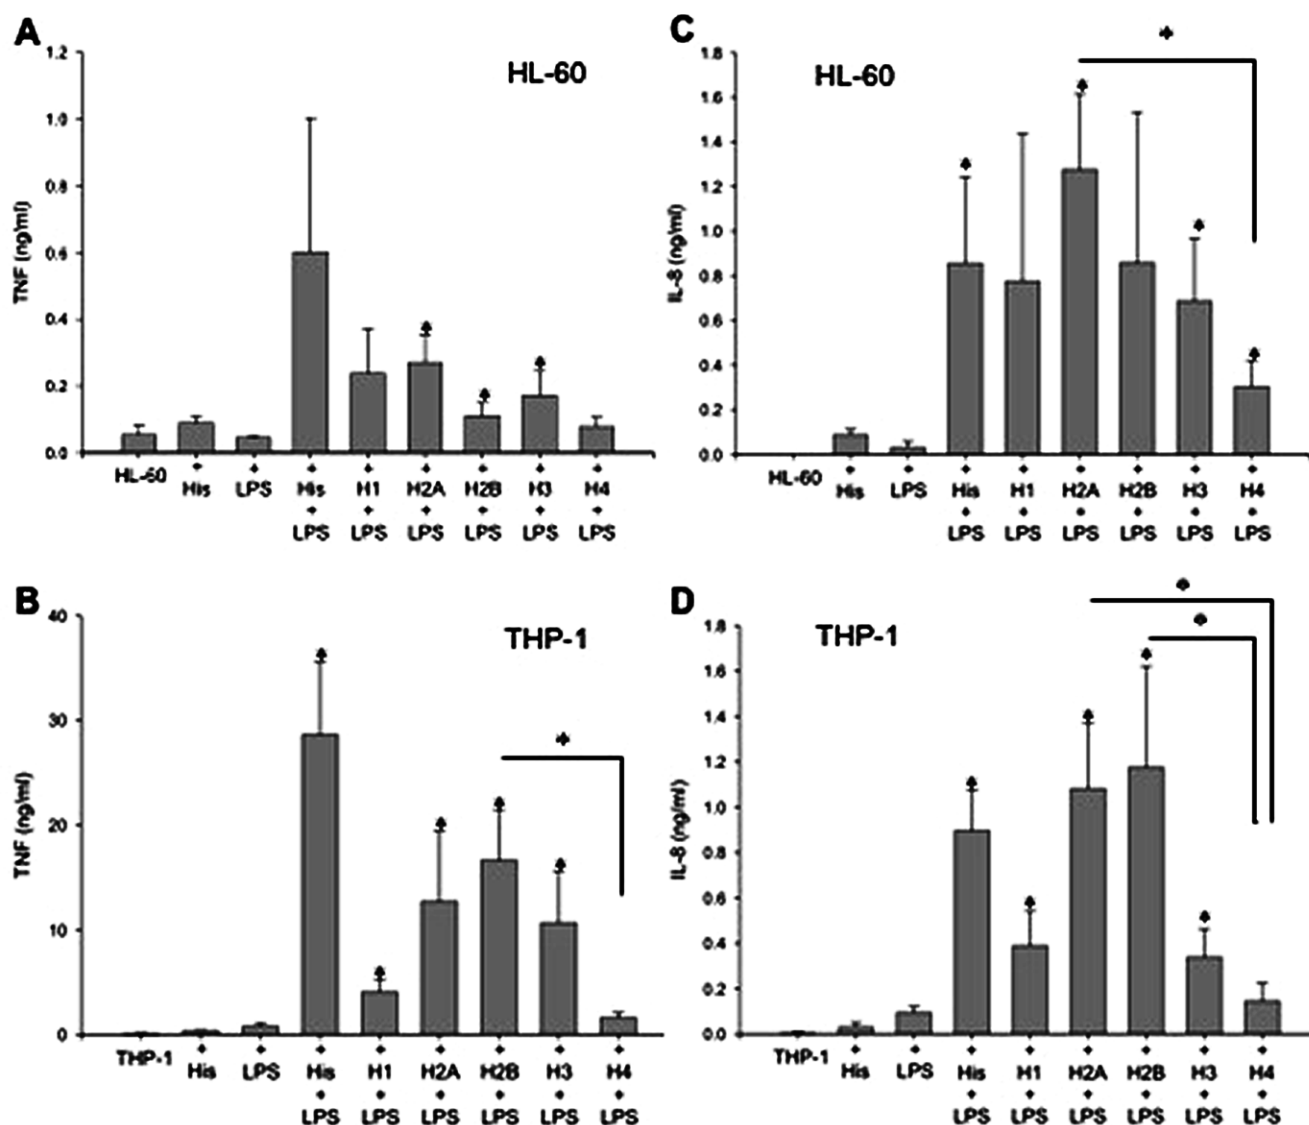 A
HL-60
TNF (ng/ml)
1.2
1.0
0.8
0.6
0.4
0.2
0.0
HL-60 + + + + + + + +
His LPS His H1 H2A H2B H3 H4
+ + + + + +
LPS LPS LPS LPS LPS LPS
C
HL-60
*
IL-8 (ng/ml)
1.8
1.6
1.4
1.2
1.0
0.8
0.6
0.4
0.2
0.0
HL-60 + + + + + + + +
His LPS His H1 H2A H2B H3 H4
+ + + + + +
LPS LPS LPS LPS LPS LPS
B
THP-1
*
TNF (ng/ml)
40
30
20
10
0
THP-1 + + + + + + + +
His LPS His H1 H2A H2B H3 H4
+ + + + + +
LPS LPS LPS LPS LPS LPS
D
THP-1
*
*
IL-8 (ng/ml)
1.8
1.6
1.4
1.2
1.0
0.8
0.6
0.4
0.2
0.0
THP-1 + + + + + + + +
His LPS His H1 H2A H2B H3 H4
+ + + + + +
LPS LPS LPS LPS LPS LPS